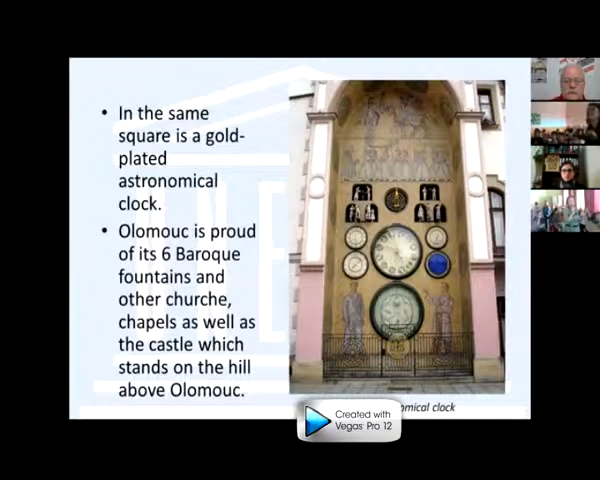 • In the same
square is a gold-
plated
astronomical
clock.
• Olomouc is proud
of its 6 Baroque
fountains and
other churche,
chapels as well as
the castle which
stands on the hill
above Olomouc.
omical clock
Created with
Vegas Pro 12